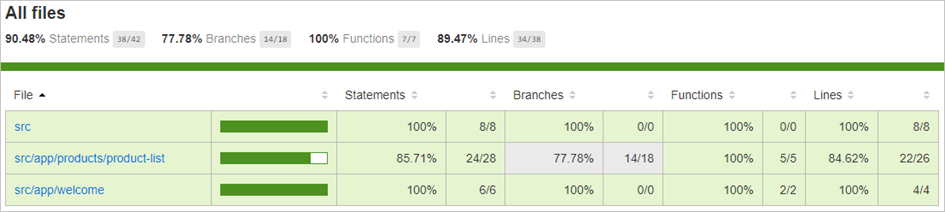 All files
90.48% Statements 38/42 77.78% Branches 14/18 100% Functions 7/7 89.47% Lines 34/38
File Statements Branches Functions Lines
src 100% 8/8 100% 0/0 100% 0/0 100% 8/8
src/app/products/product-list 85.71% 24/28 77.78% 14/18 100% 5/5 84.62% 22/26
src/app/welcome 100% 6/6 100% 0/0 100% 2/2 100% 4/4